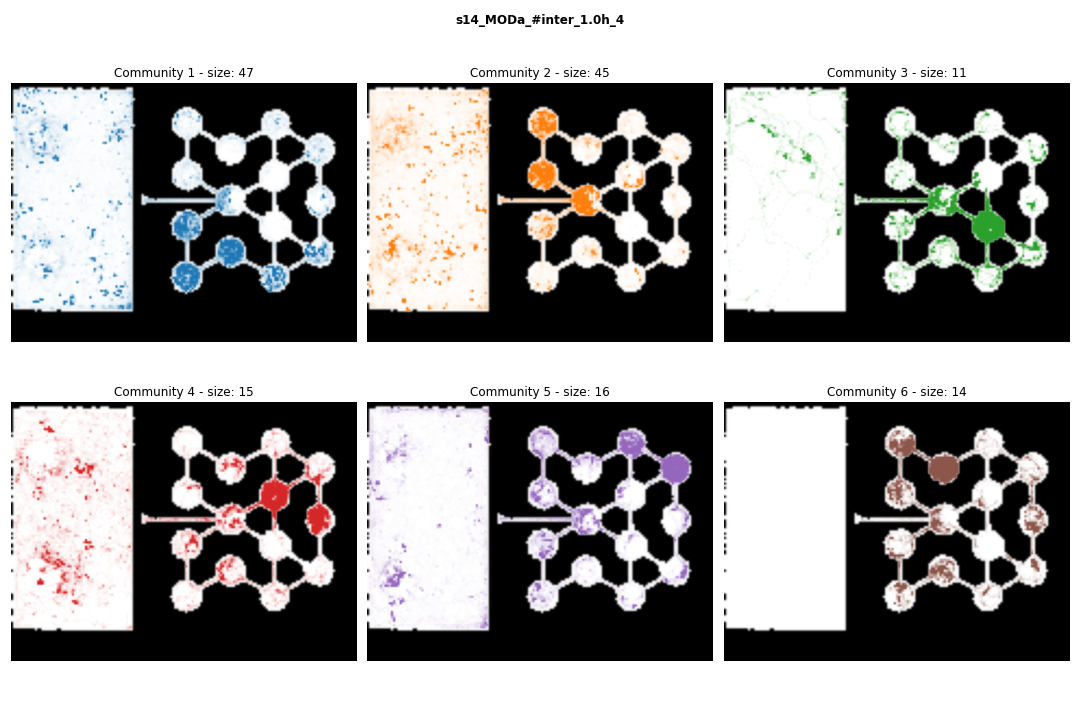 s14_MODa_#inter_1.0h_4
Community 1 - size: 47
Community 2 - size: 45
Community 3 - size: 11
Community 4 - size: 15
Community 5 - size: 16
Community 6 - size: 14